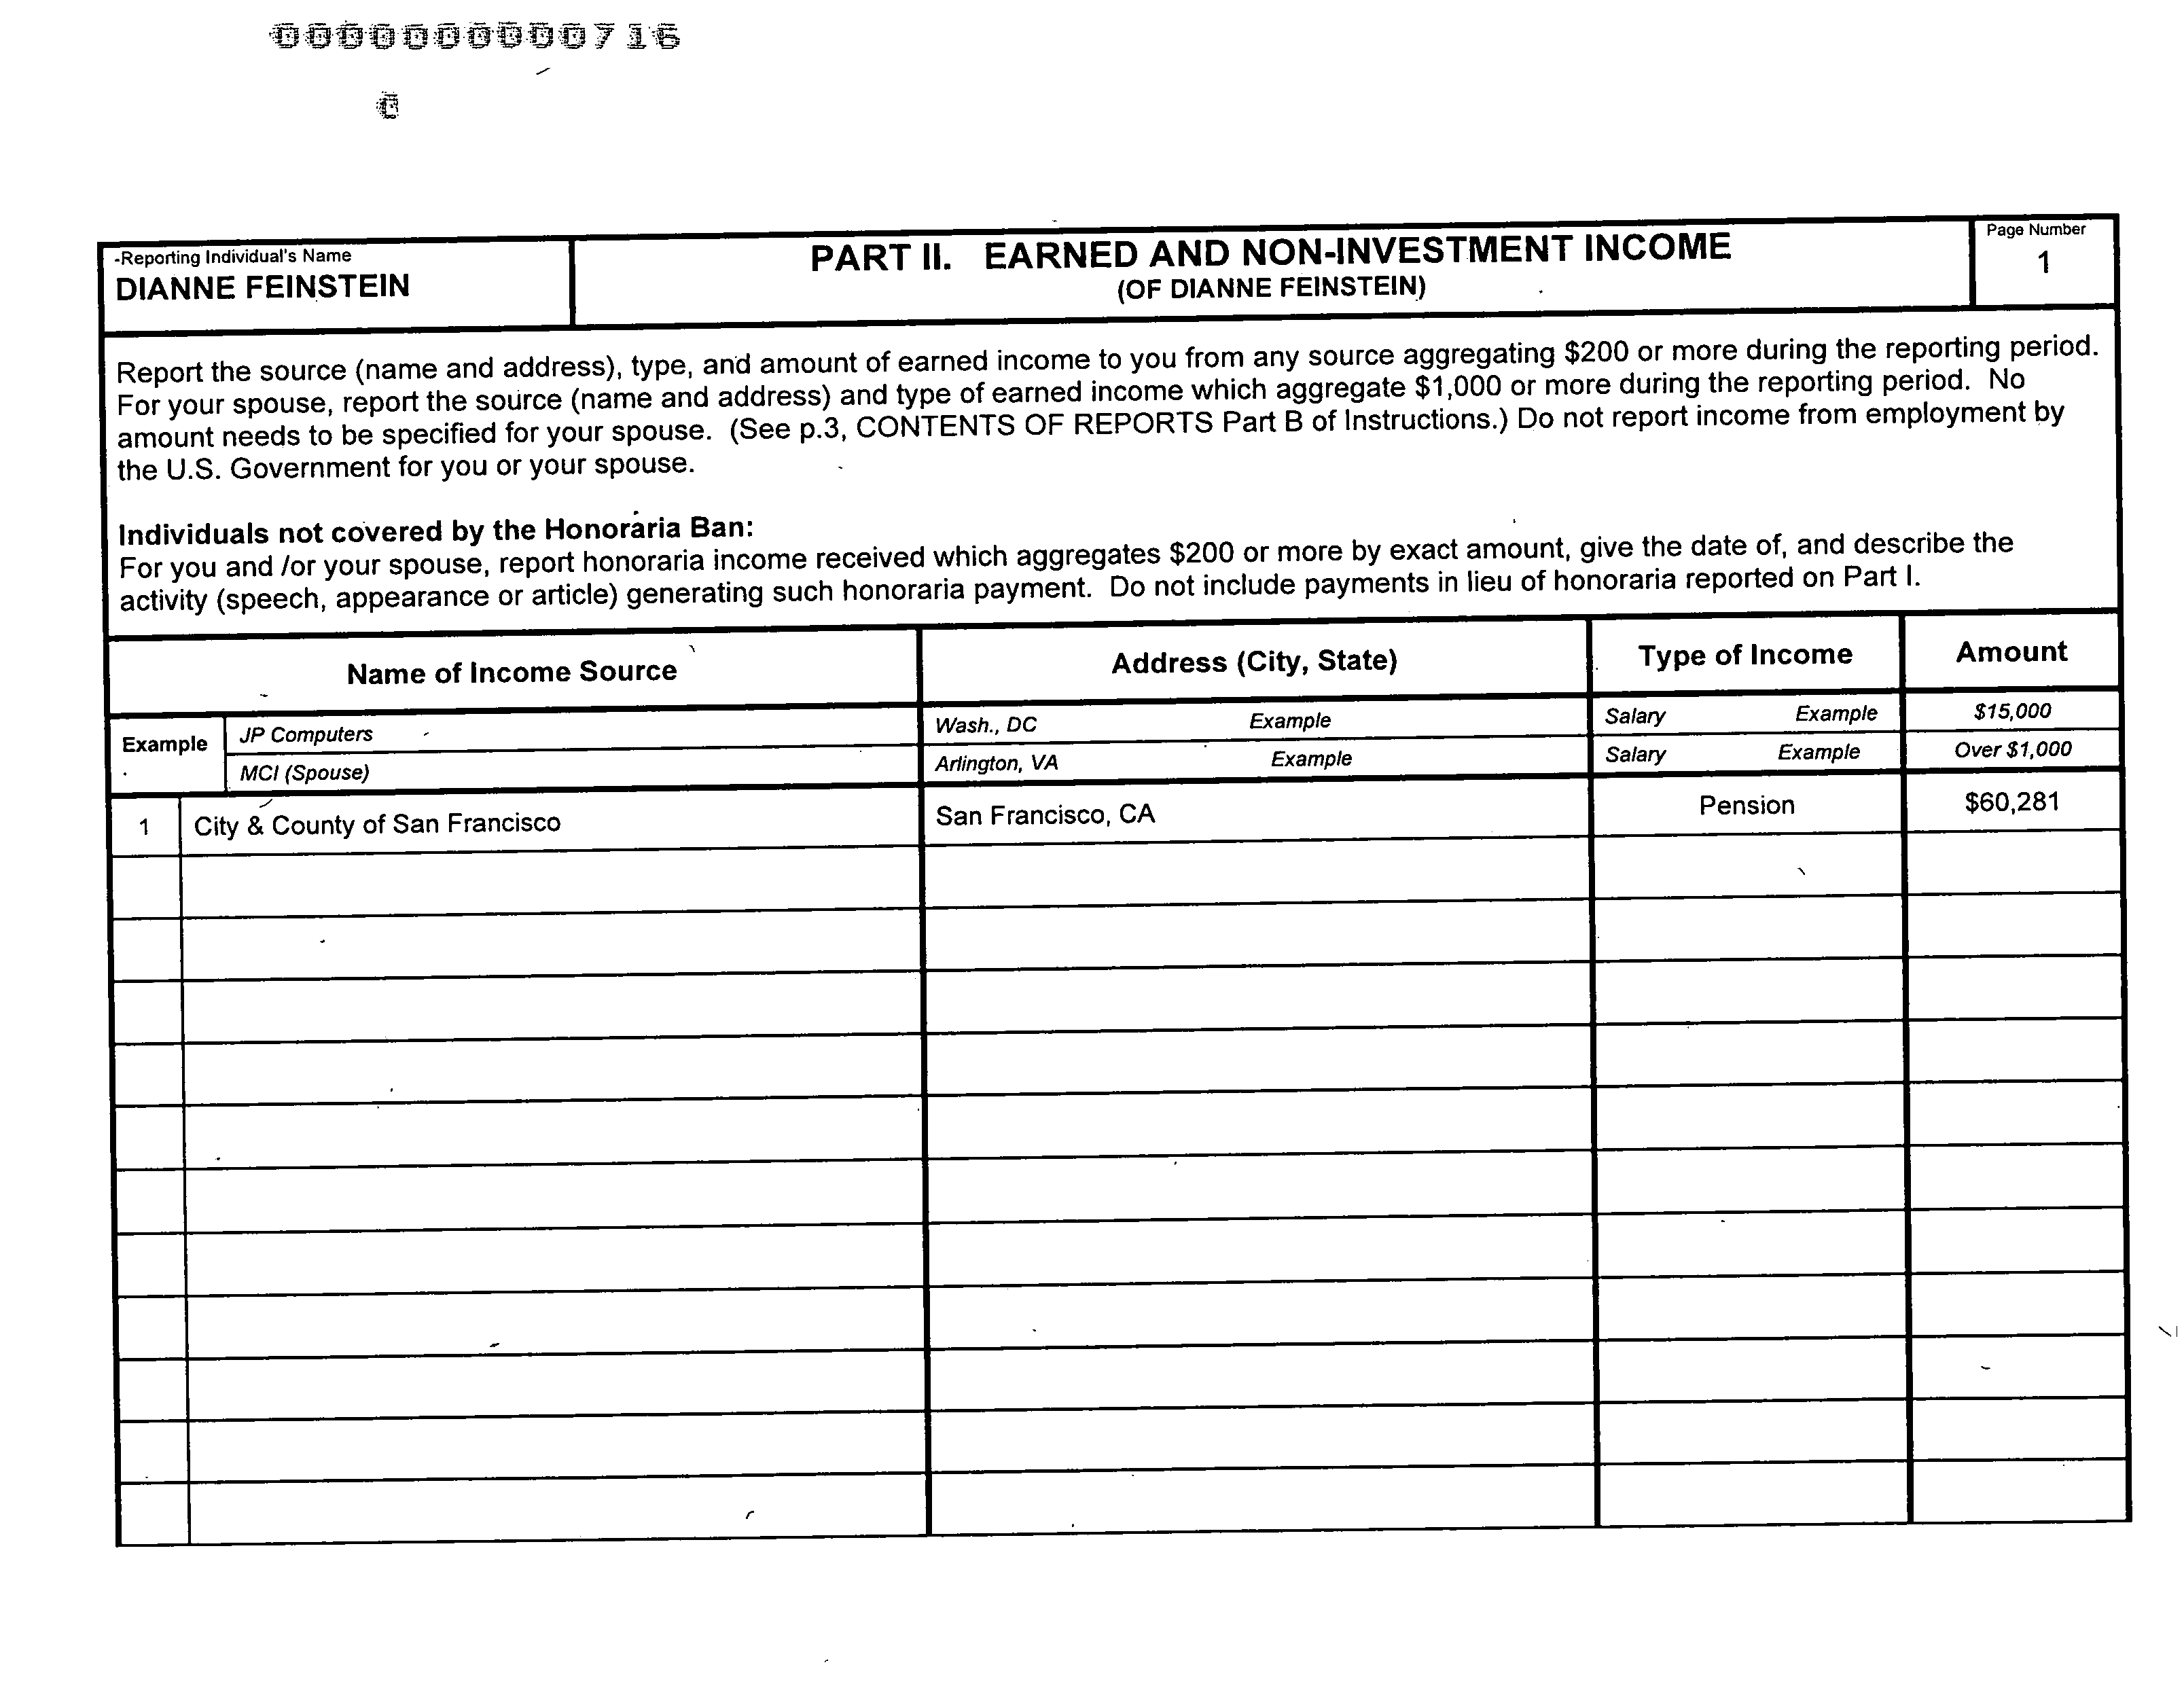 0000000000716
-Reporting Individual's Name
DIANNE FEINSTEIN
PART II. EARNED AND NON-INVESTMENT INCOME
(OF DIANNE FEINSTEIN)
Page Number
1
Report the source (name and address), type, and amount of earned income to you from any source aggregating $200 or more during the reporting period.
For your spouse, report the source (name and address) and type of earned income which aggregate $1,000 or more during the reporting period. No
amount needs to be specified for your spouse. (See p.3, CONTENTS OF REPORTS Part B of Instructions.) Do not report income from employment by
the U.S. Government for you or your spouse.
Individuals not covered by the Honoraria Ban:
For you and /or your spouse, report honoraria income received which aggregates $200 or more by exact amount, give the date of, and describe the
activity (speech, appearance or article) generating such honoraria payment. Do not include payments in lieu of honoraria reported on Part I.
Name of Income Source Address (City, State) Type of Income Amount
Example JP Computers Wash., DC Example Salary Example $15,000
MCI (Spouse) Arlington, VA Example Salary Example Over $1,000
1 City & County of San Francisco San Francisco, CA Pension $60,281